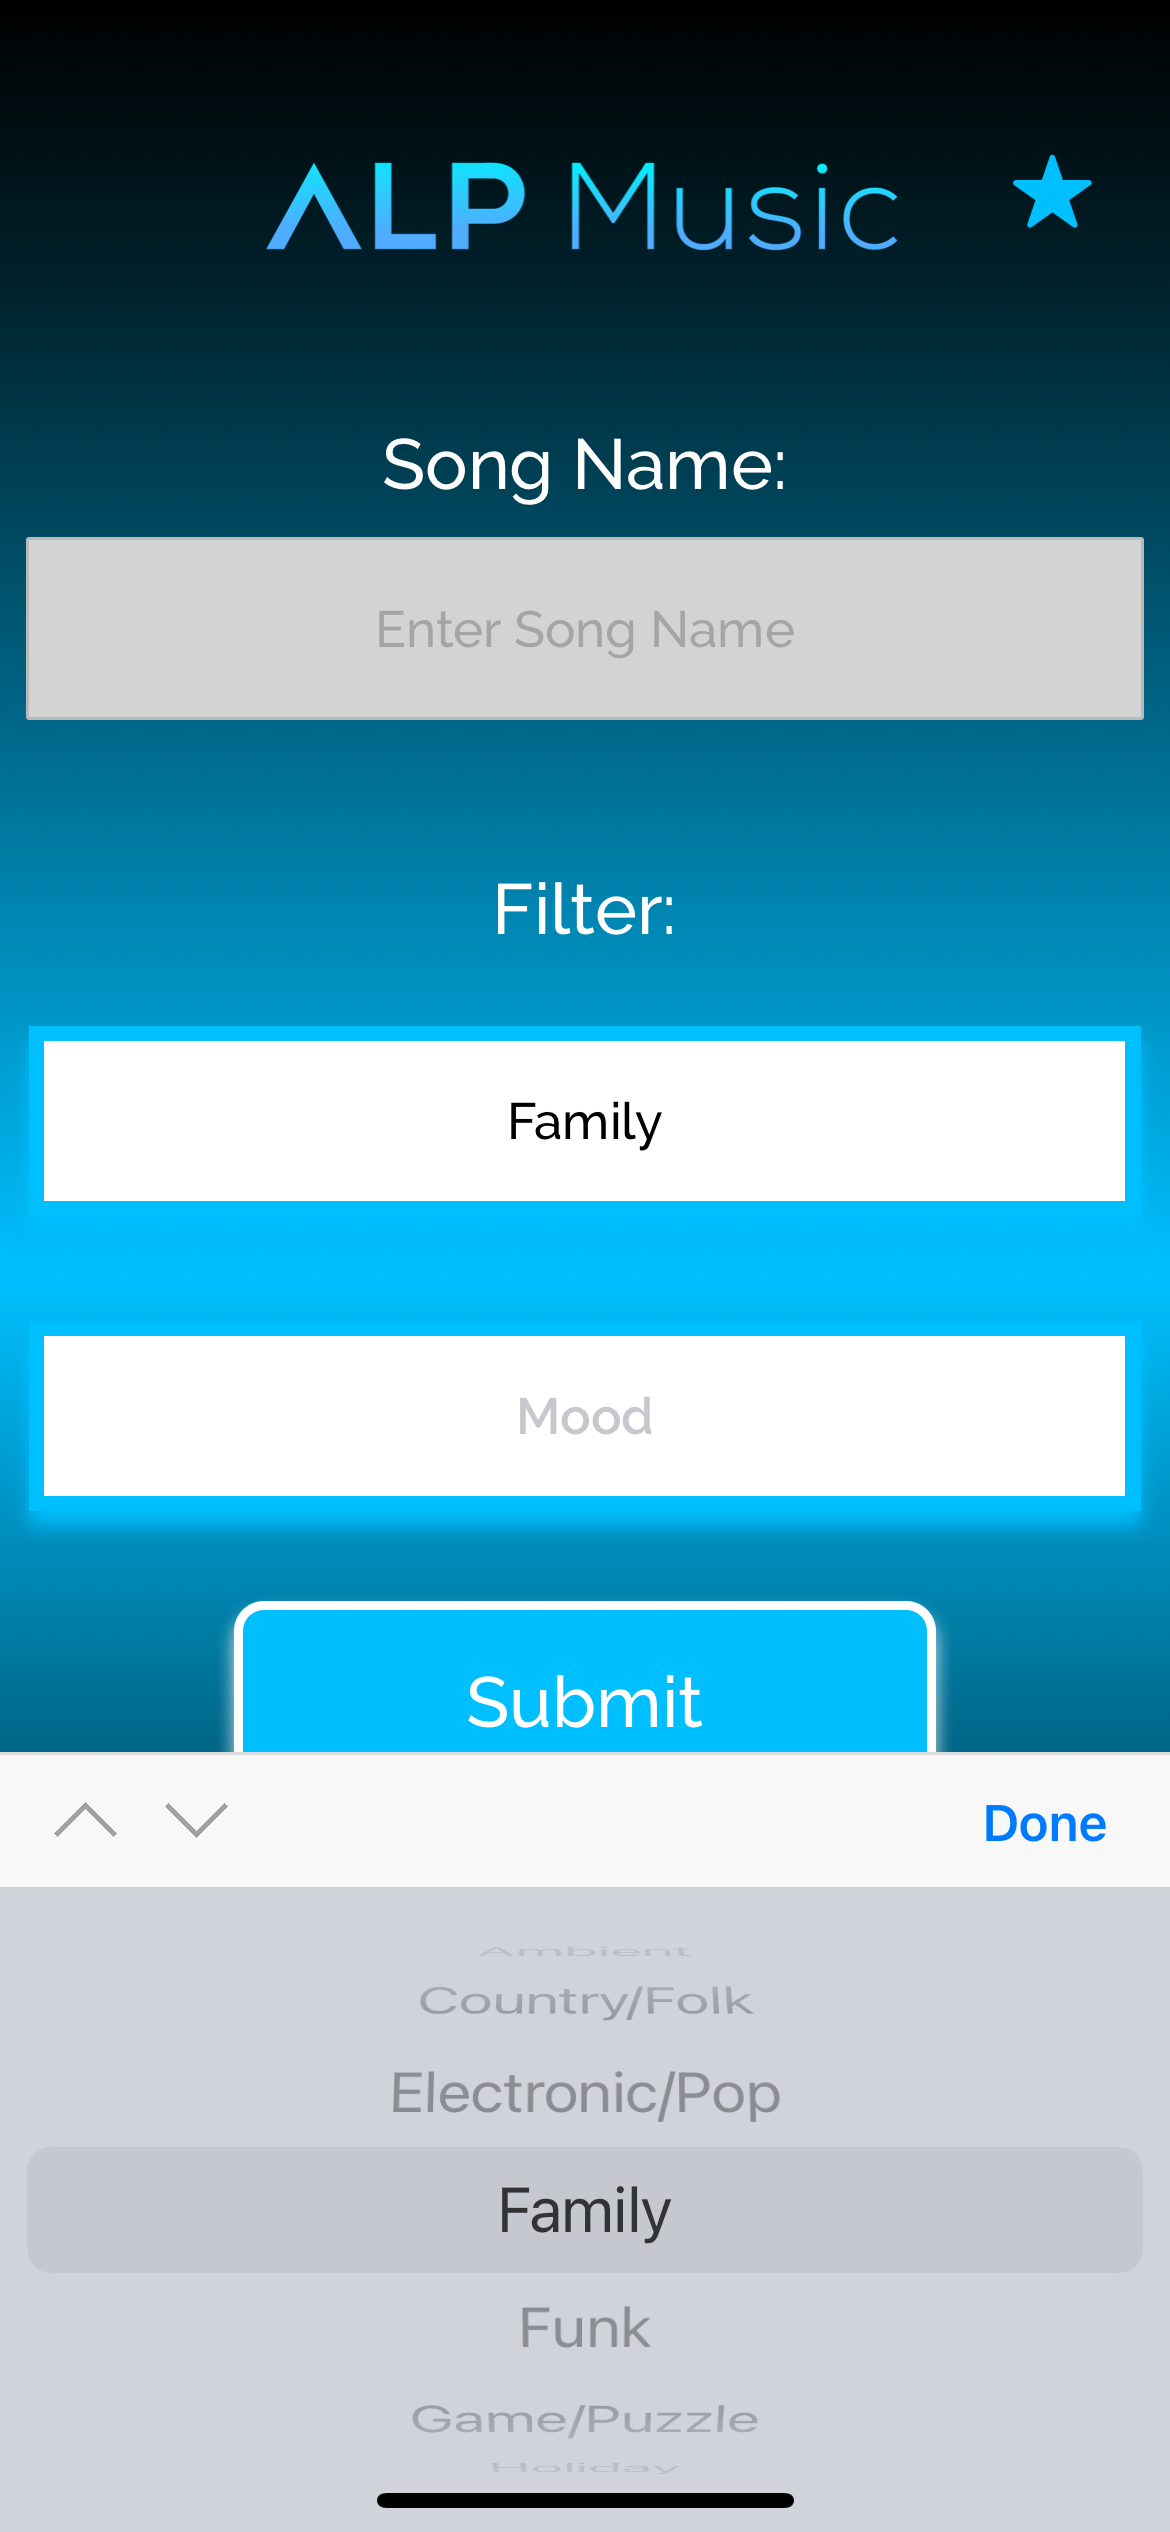 ALP Music
Song Name:
Enter Song Name
Filter:
Family
Mood
Submit
Done
Ambient
Country/Folk
Electronic/Pop
Family
Funk
Game/Puzzle
Holiday